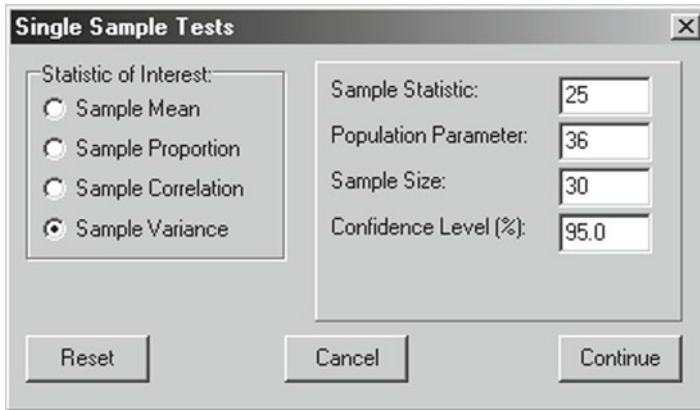 Single Sample Tests
Statistic of Interest:
Sample Mean
Sample Proportion
Sample Correlation
Sample Variance
Sample Statistic: 25
Population Parameter: 36
Sample Size: 30
Confidence Level (%): 95.0
Reset Cancel Continue